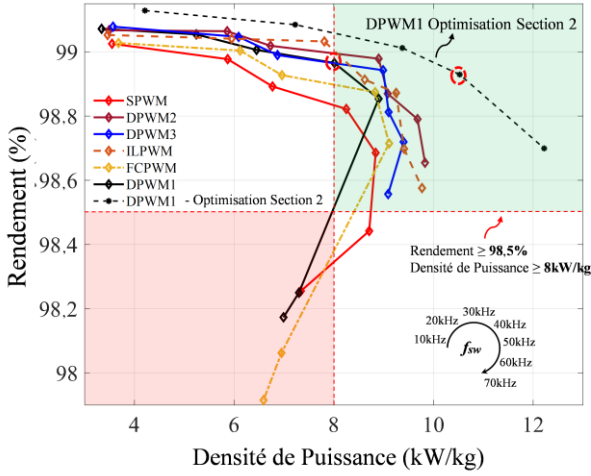 DPWM1 Optimisation Section 2
99
98.8
98.6
98.4
98.2
98
Rendement (%)
SPWM
DPWM2
DPWM3
ILPWM
FCPWM
DPWM1
DPWM1 - Optimisation Section 2
Rendement ≥ 98,5%
Densité de Puissance ≥ 8kW/kg
10kHz
20kHz
30kHz
40kHz
50kHz
60kHz
70kHz
fsw
4
6
8
10
12
Densité de Puissance (kW/kg)